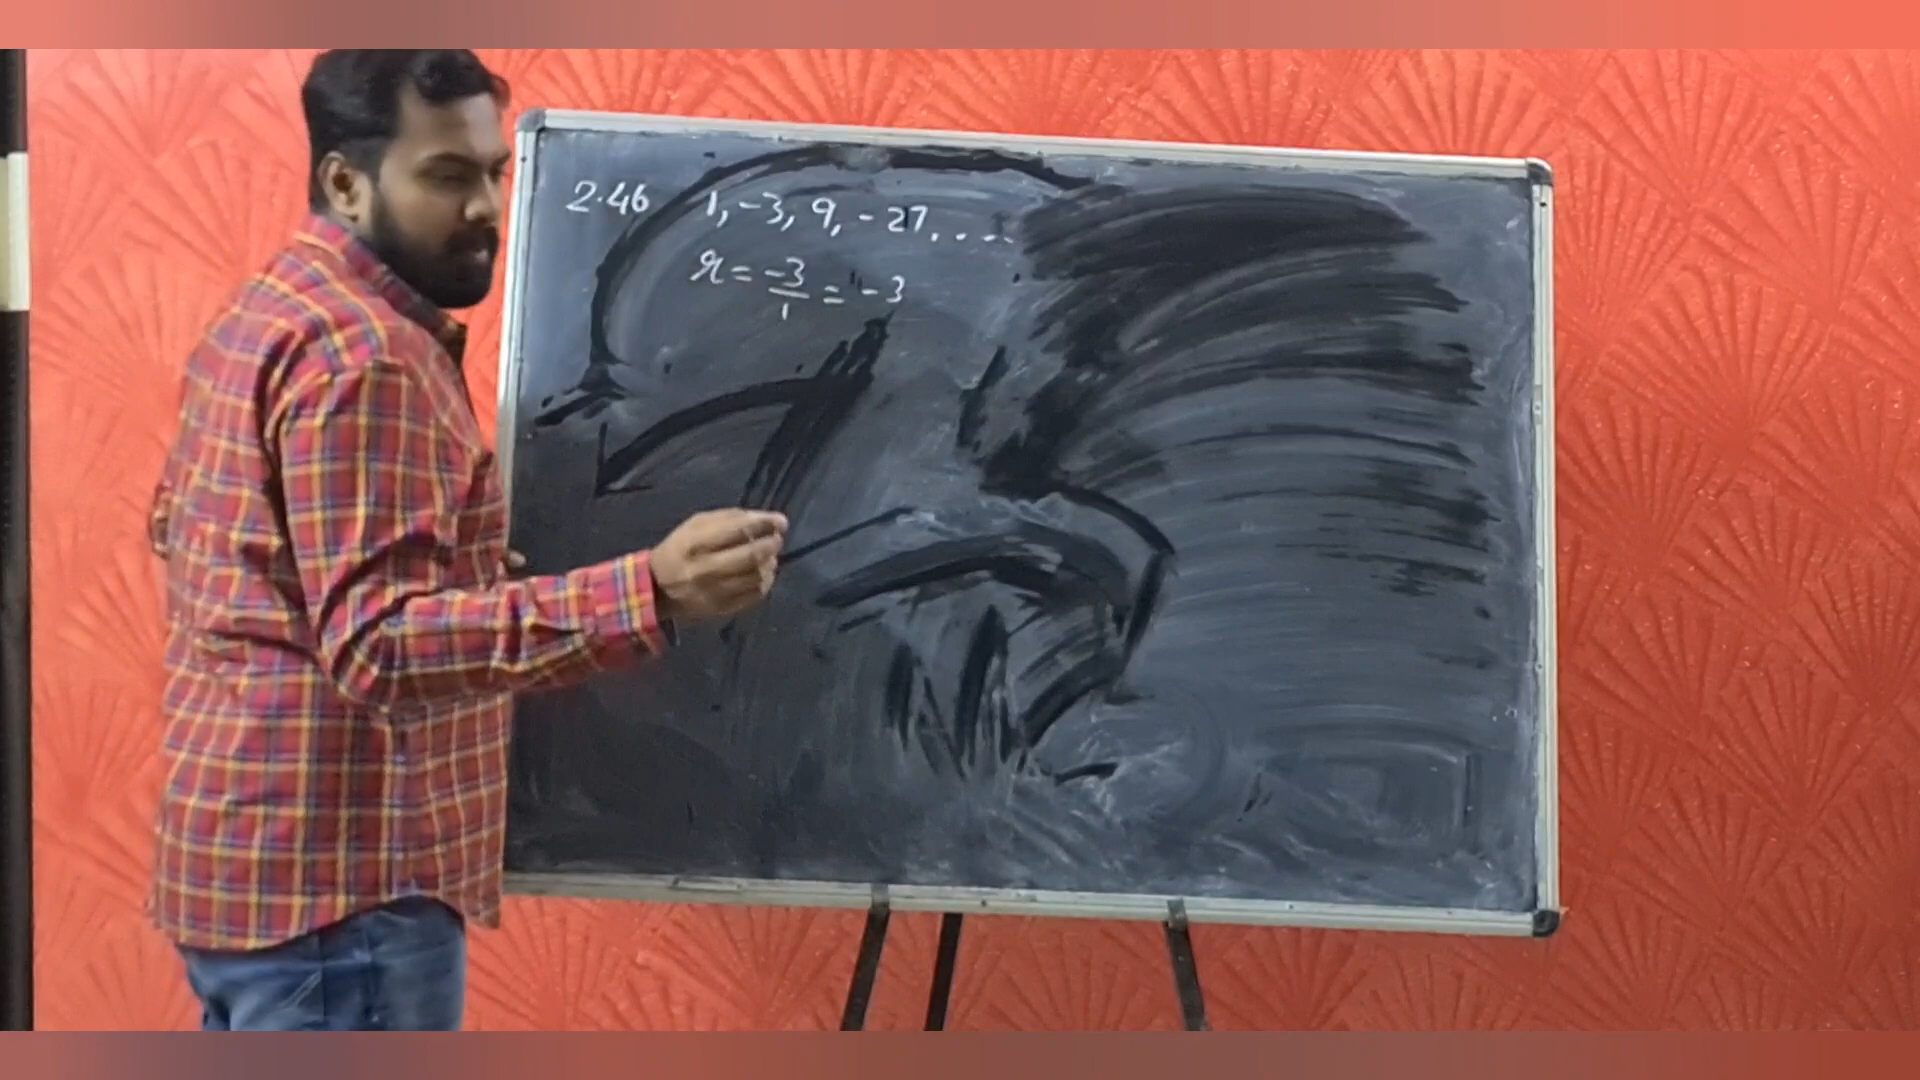 2.46 1, -3, 9, -27, ....
r = -3/1 = -3